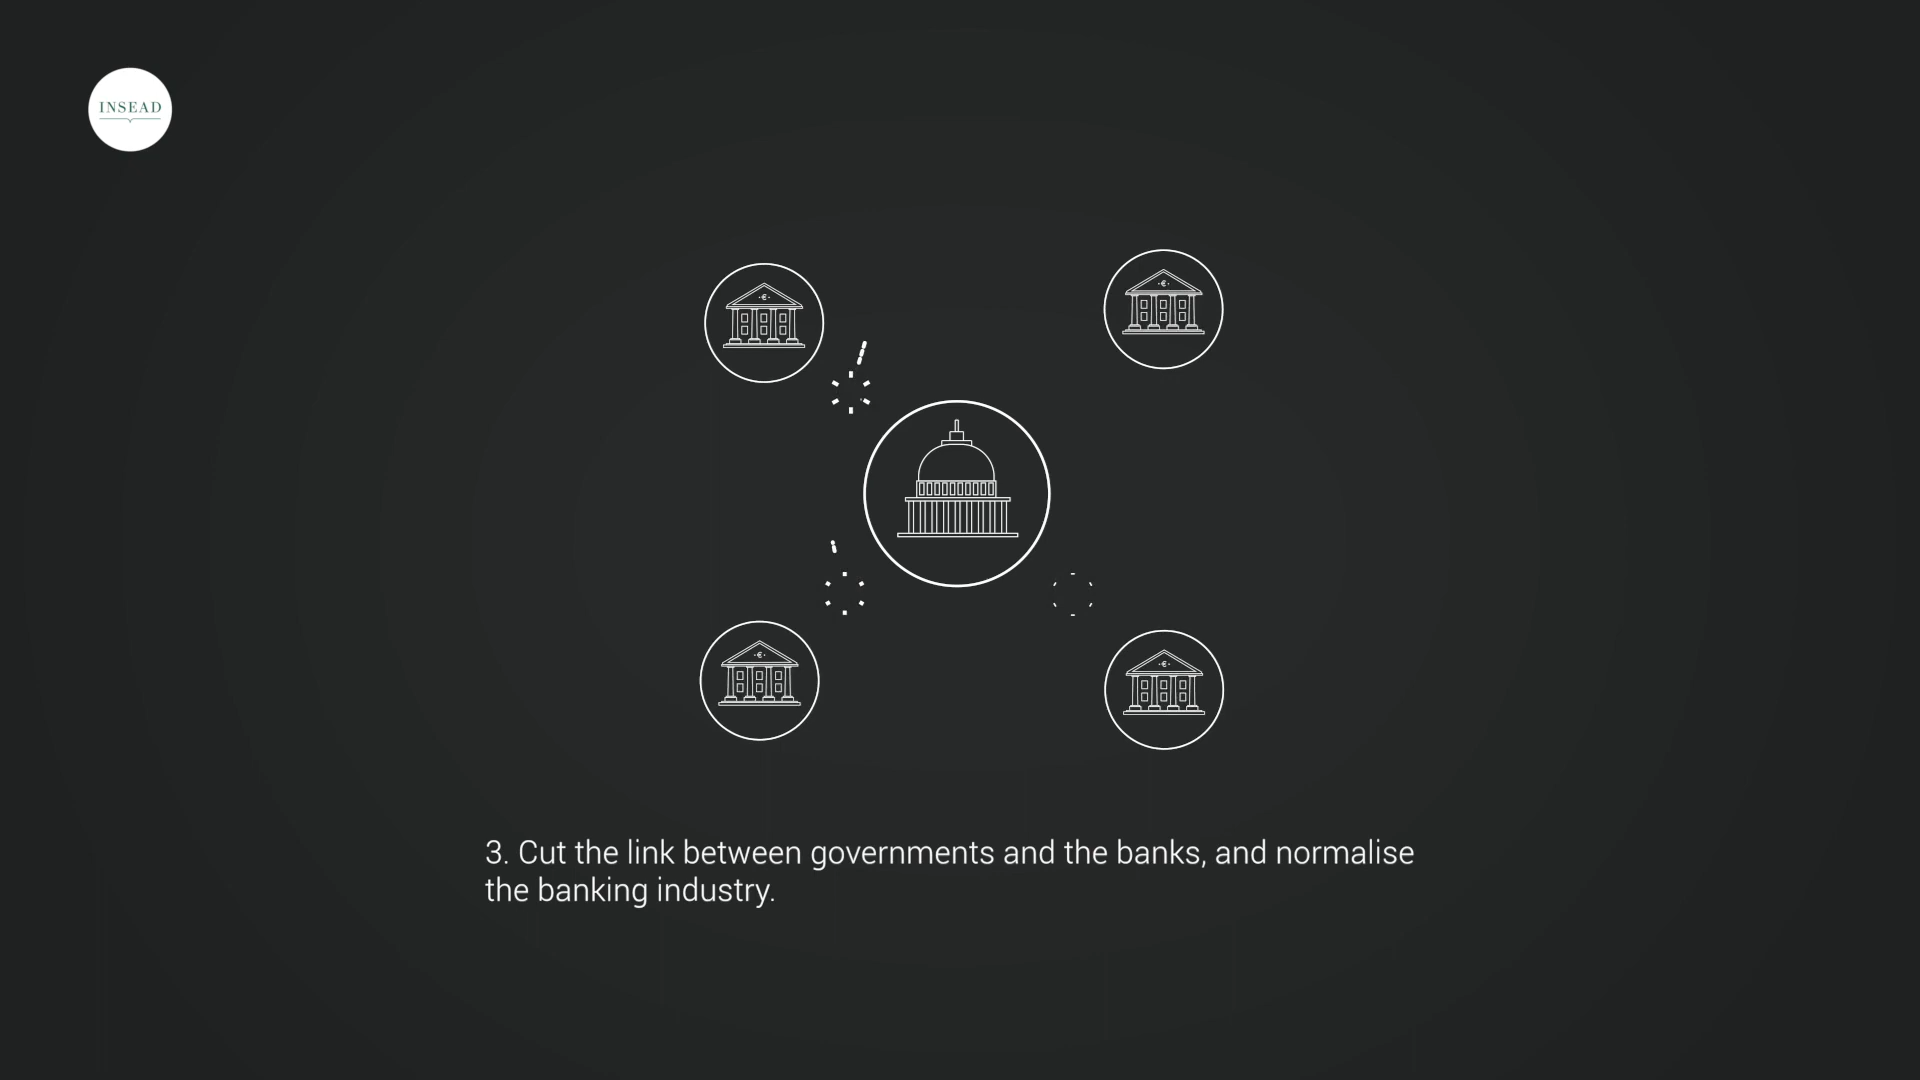 INSEAD
€
€
€
€
3. Cut the link between governments and the banks, and normalise
the banking industry.